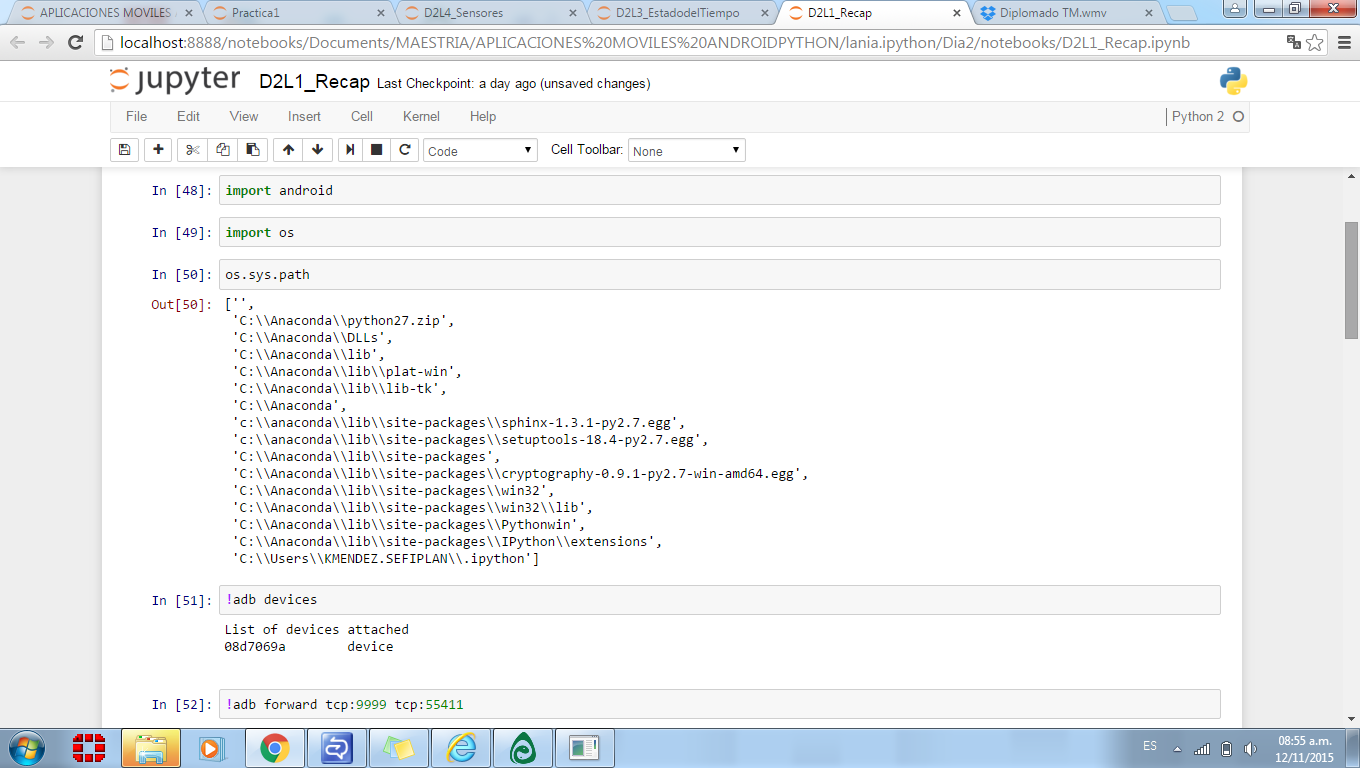 APLICACIONES MOVILES
Practica1
D2L4_Sensores
D2L3_EstadodelTiempo
D2L1_Recap
Diplomado TM.wmv
localhost:8888/notebooks/Documents/MAESTRIA/APLICACIONES%20MOVILES%20ANDROIDPYTHON/lania.ipython/Dia2/notebooks/D2L1_Recap.ipynb
jupyter D2L1_Recap Last Checkpoint: a day ago (unsaved changes)
File Edit View Insert Cell Kernel Help Python 2
Code Cell Toolbar: None
In [48]: import android
In [49]: import os
In [50]: os.sys.path
Out[50]: ['',
'C:\\Anaconda\\python27.zip',
'C:\\Anaconda\\DLLs',
'C:\\Anaconda\\lib',
'C:\\Anaconda\\lib\\plat-win',
'C:\\Anaconda\\lib\\lib-tk',
'C:\\Anaconda',
'c:\\anaconda\\lib\\site-packages\\sphinx-1.3.1-py2.7.egg',
'c:\\anaconda\\lib\\site-packages\\setuptools-18.4-py2.7.egg',
'C:\\Anaconda\\lib\\site-packages',
'C:\\Anaconda\\lib\\site-packages\\cryptography-0.9.1-py2.7-win-amd64.egg',
'C:\\Anaconda\\lib\\site-packages\\win32',
'C:\\Anaconda\\lib\\site-packages\\win32\\lib',
'C:\\Anaconda\\lib\\site-packages\\Pythonwin',
'C:\\Anaconda\\lib\\site-packages\\IPython\\extensions',
'C:\\Users\\KMENDEZ.SEFIPLAN\\.ipython']
In [51]: !adb devices
List of devices attached
08d7069a device
In [52]: !adb forward tcp:9999 tcp:55411
ES
08:55 a.m.
12/11/2015